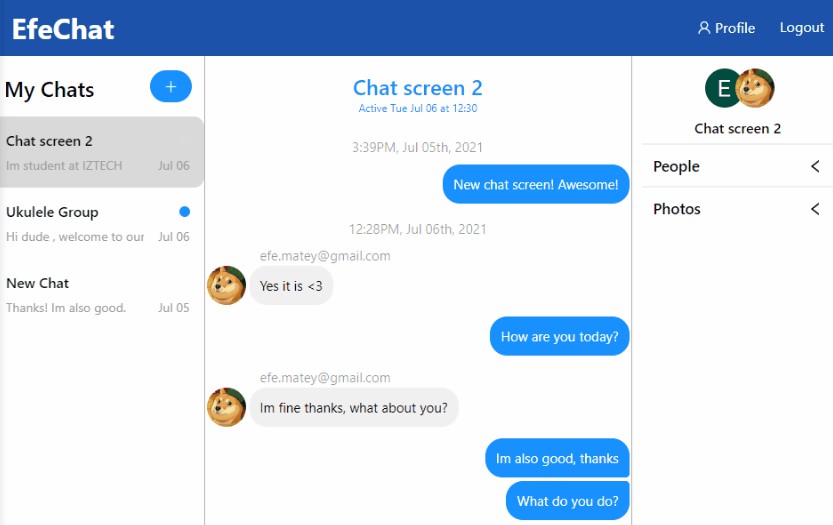 EfeChat
Profile
Logout
My Chats
+
Chat screen 2
Im student at IZTECH
Jul 06
Ukulele Group
Hi dude , welcome to our
Jul 06
New Chat
Thanks! Im also good.
Jul 05
Chat screen 2
Active Tue Jul 06 at 12:30
3:39PM, Jul 05th, 2021
New chat screen! Awesome!
12:28PM, Jul 06th, 2021
efe.matey@gmail.com
Yes it is <3
How are you today?
efe.matey@gmail.com
Im fine thanks, what about you?
Im also good, thanks
What do you do?
E
Chat screen 2
People
Photos